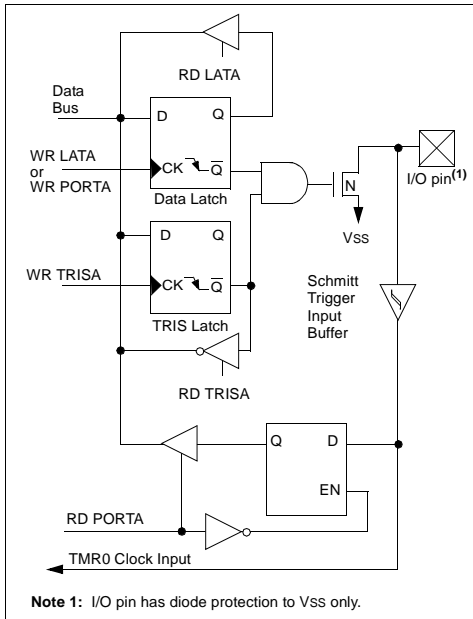 RD LATA
Data
Bus
D Q
WR LATA
or
WR PORTA
CK Q
Data Latch
N
I/O pin(1)
VSS
D Q
WR TRISA
CK Q
TRIS Latch
Schmitt
Trigger
Input
Buffer
RD TRISA
Q D
EN
RD PORTA
TMR0 Clock Input
Note 1: I/O pin has diode protection to VSS only.